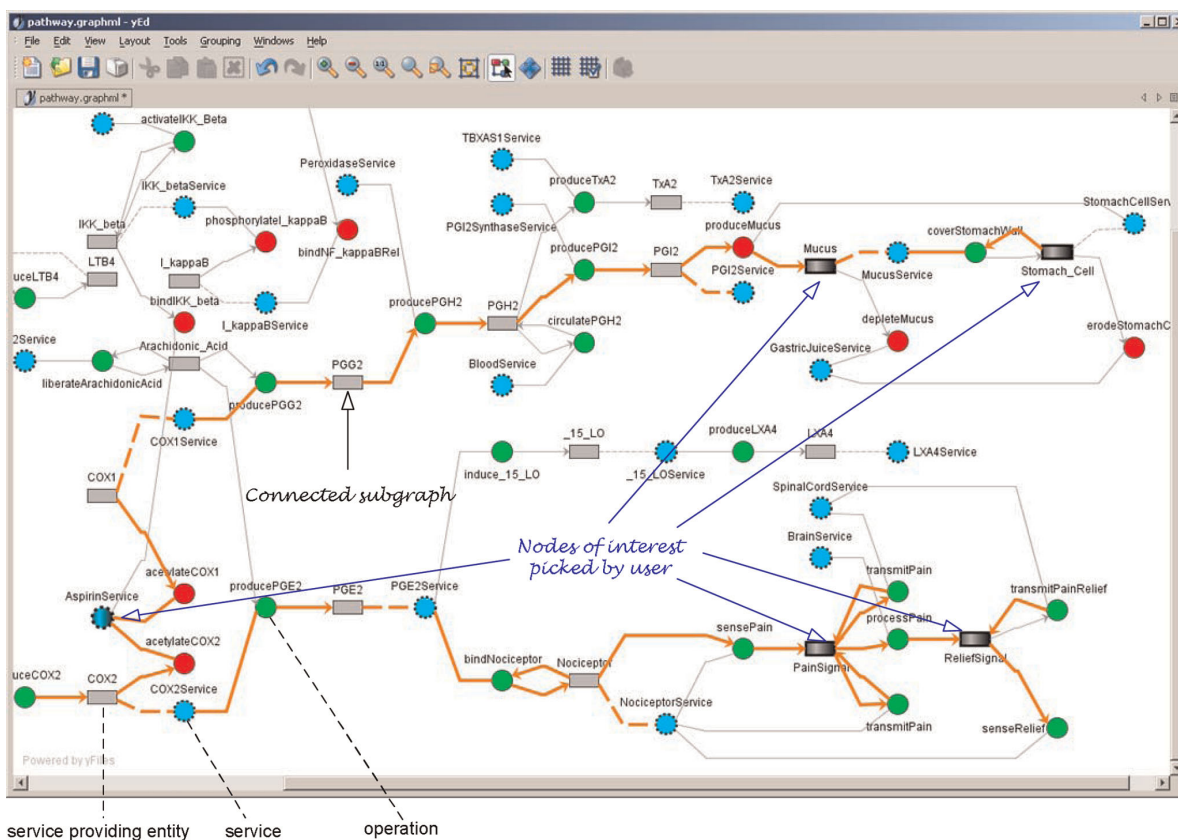 pathway.graphml - yEd
File Edit View Layout Tools Grouping Windows Help
pathway.graphml *
activateIKK_Beta
TBXAS1Service
PeroxidaseService
produceTxA2
TxA2
TxA2Service
IKK_betaService
StomachCellServ
phosphorylateI_kappaB
PGI2SynthaseService
produceMucus
IKK_beta
bindNF_kappaBRel
producePGI2
PGI2
Mucus
coverStomachWall
LTB4
I_kappaB
PGI2Service
MucusService
Stomach_Cell
uceLTB4
bindIKK_beta
I_kappaBService
producePGH2
PGH2
circulatePGH2
depleteMucus
erodeStomachC
2Service
Arachidonic_Acid
GastricJuiceService
PGG2
BloodService
liberateArachidonicAcid
producePGG2
COX1Service
_15_LO
produceLXA4
LXA4
induce_15_LO
_15_LOService
LXA4Service
COX1
Connected subgraph
SpinalCordService
Nodes of interest
picked by user
BrainService
acetylateCOX1
transmitPain
AspirinService
producePGE2
PGE2
PGE2Service
transmitPainRelief
processPain
acetylateCOX2
sensePain
uceCOX2
COX2
bindNociceptor
Nociceptor
PainSignal
ReliefSignal
COX2Service
NociceptorService
transmitPain
senseRelief
Powered by yFiles
service providing entity
service
operation